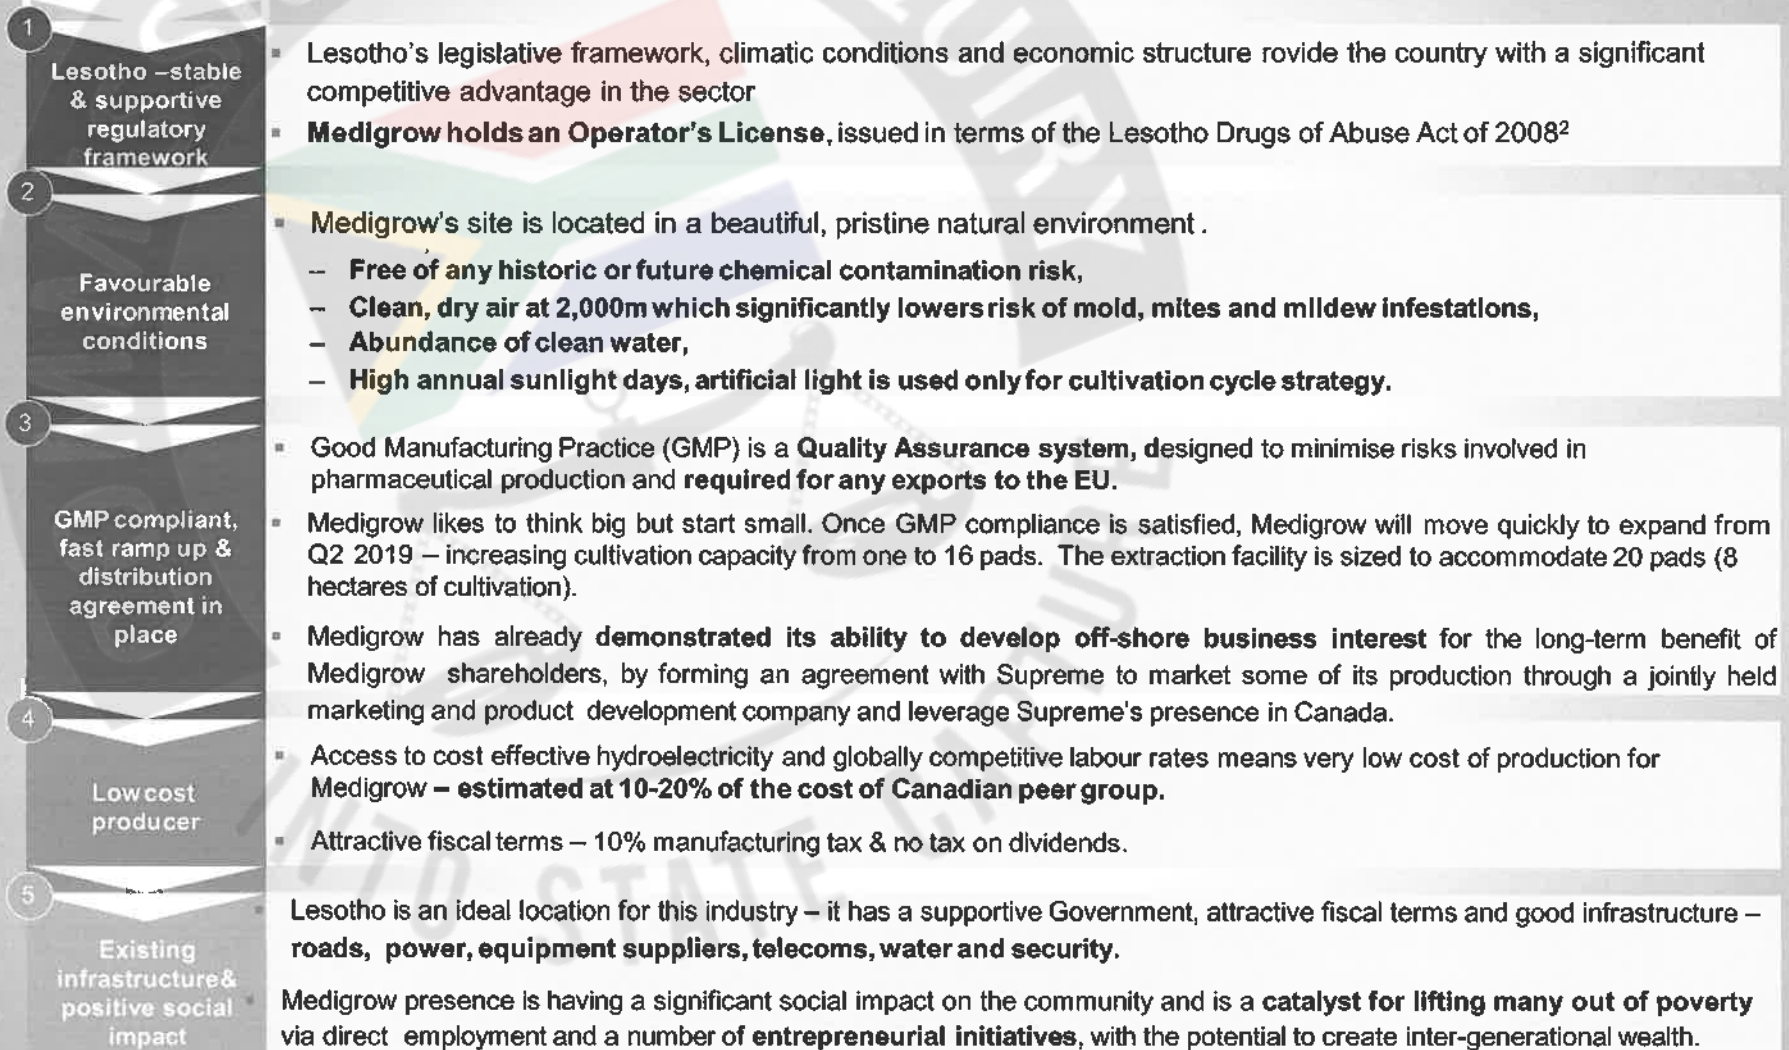 1
Lesotho –stable
& supportive
regulatory
framework
▪ Lesotho's legislative framework, climatic conditions and economic structure rovide the country with a significant
competitive advantage in the sector
▪ Medigrow holds an Operator's License, issued in terms of the Lesotho Drugs of Abuse Act of 2008²
2
Favourable
environmental
conditions
▪ Medigrow's site is located in a beautiful, pristine natural environment .
– Free of any historic or future chemical contamination risk,
– Clean, dry air at 2,000m which significantly lowers risk of mold, mites and mildew infestations,
– Abundance of clean water,
– High annual sunlight days, artificial light is used only for cultivation cycle strategy.
3
GMP compliant,
fast ramp up &
distribution
agreement in
place
▪ Good Manufacturing Practice (GMP) is a Quality Assurance system, designed to minimise risks involved in
pharmaceutical production and required for any exports to the EU.
▪ Medigrow likes to think big but start small. Once GMP compliance is satisfied, Medigrow will move quickly to expand from
Q2 2019 – increasing cultivation capacity from one to 16 pads. The extraction facility is sized to accommodate 20 pads (8
hectares of cultivation).
▪ Medigrow has already demonstrated its ability to develop off-shore business interest for the long-term benefit of
Medigrow shareholders, by forming an agreement with Supreme to market some of its production through a jointly held
marketing and product development company and leverage Supreme's presence in Canada.
4
Low cost
producer
▪ Access to cost effective hydroelectricity and globally competitive labour rates means very low cost of production for
Medigrow – estimated at 10-20% of the cost of Canadian peer group.
▪ Attractive fiscal terms – 10% manufacturing tax & no tax on dividends.
5
Existing
infrastructure&
positive social
impact
▪ Lesotho is an ideal location for this industry – it has a supportive Government, attractive fiscal terms and good infrastructure –
roads, power, equipment suppliers, telecoms, water and security.
▪ Medigrow presence is having a significant social impact on the community and is a catalyst for lifting many out of poverty
via direct employment and a number of entrepreneurial initiatives, with the potential to create inter-generational wealth.
INTO STATE CAPTURE